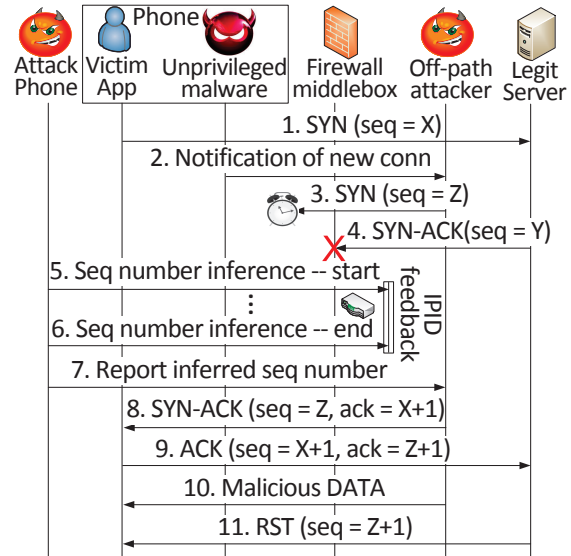 Phone
Attack Phone
Victim App
Unprivileged malware
Firewall middlebox
Off-path attacker
Legit Server
1. SYN (seq = X)
2. Notification of new conn
3. SYN (seq = Z)
4. SYN-ACK(seq = Y)
X
5. Seq number inference -- start
⋮
IPID feedback
6. Seq number inference -- end
7. Report inferred seq number
8. SYN-ACK (seq = Z, ack = X+1)
9. ACK (seq = X+1, ack = Z+1)
10. Malicious DATA
11. RST (seq = Z+1)